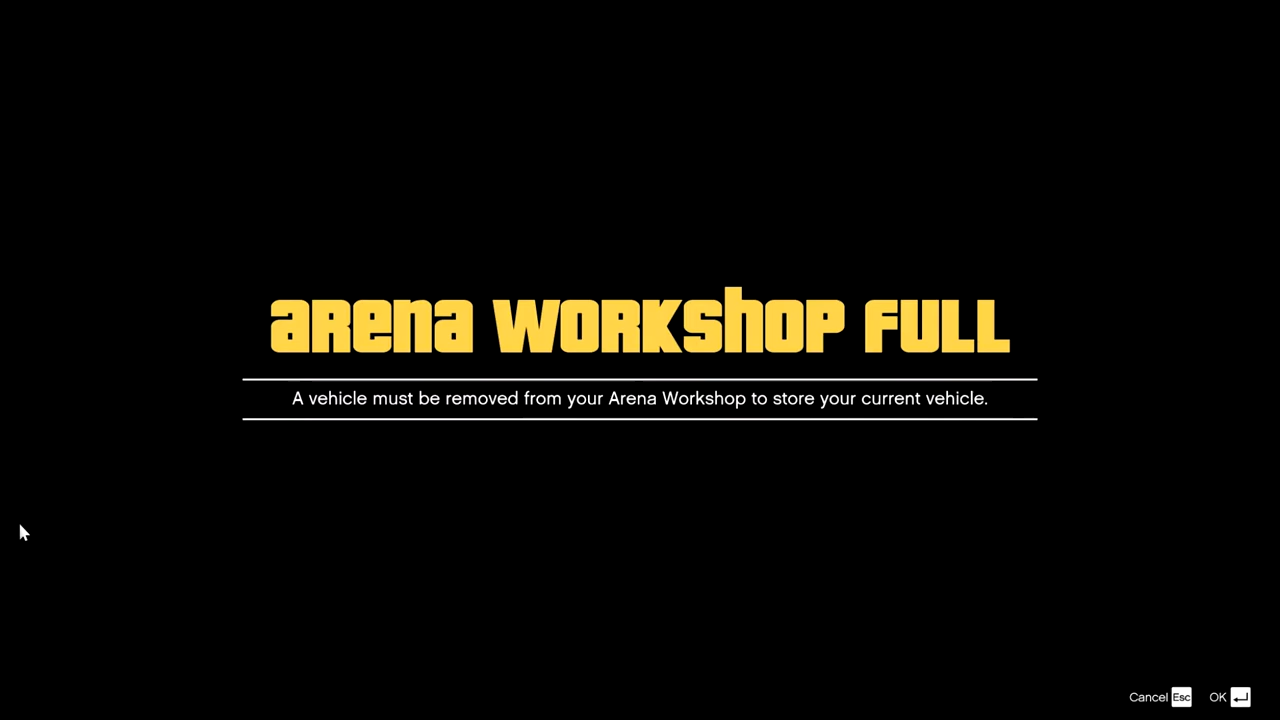 arena WORKshop FULL
A vehicle must be removed from your Arena Workshop to store your current vehicle.
Cancel Esc OK